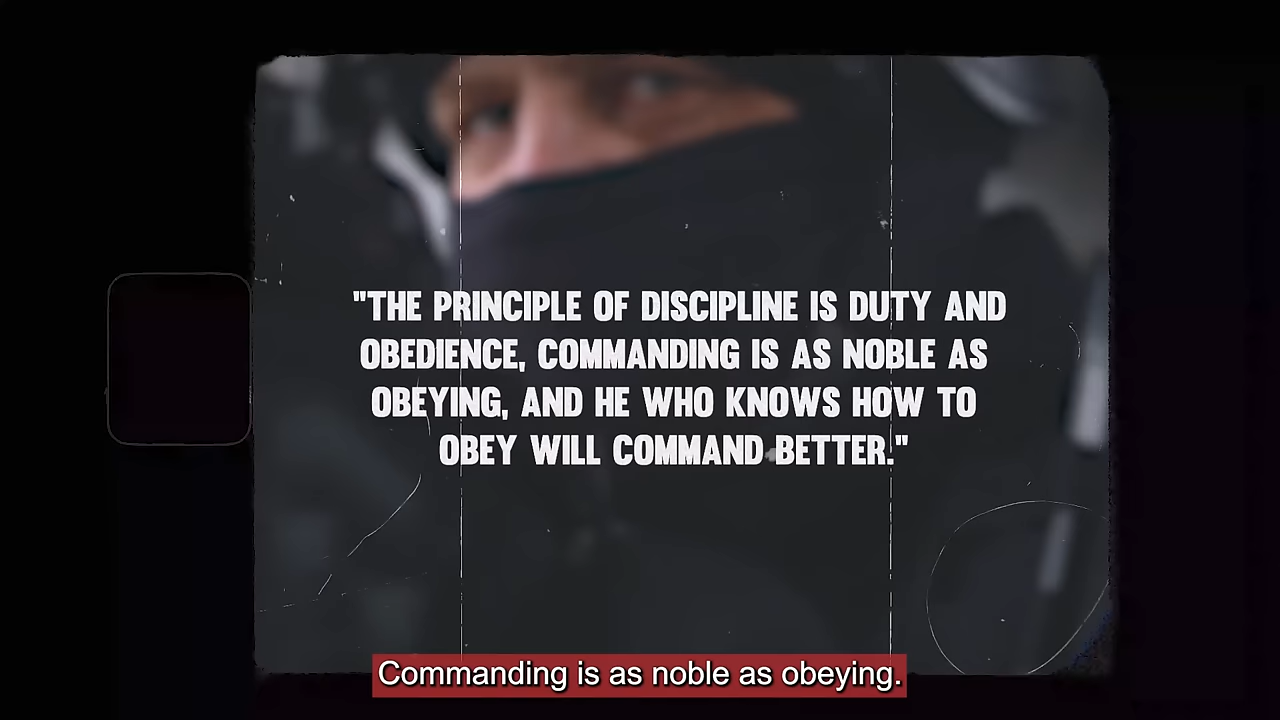 "THE PRINCIPLE OF DISCIPLINE IS DUTY AND
OBEDIENCE, COMMANDING IS AS NOBLE AS
OBEYING, AND HE WHO KNOWS HOW TO
OBEY WILL COMMAND BETTER."
Commanding is as noble as obeying.